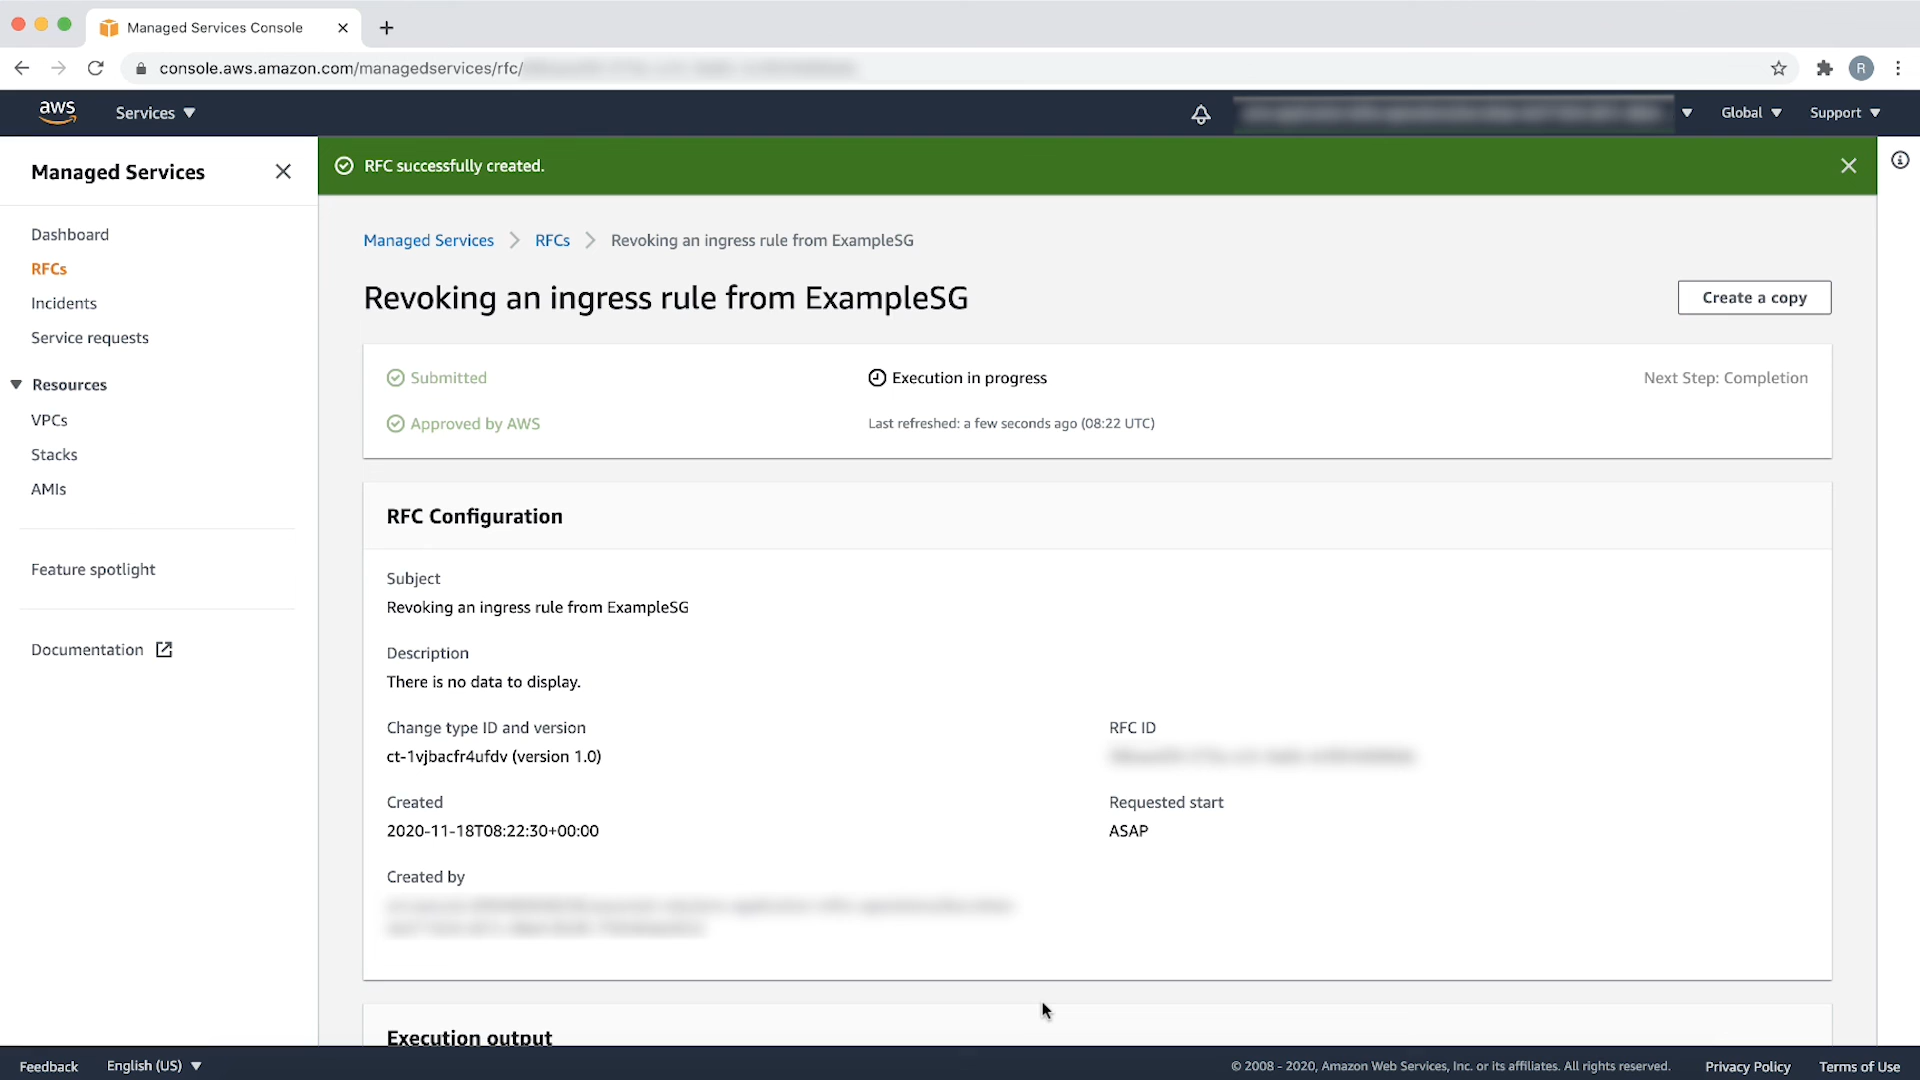 Managed Services Console
console.aws.amazon.com/managedservices/rfc/
aws
Services
Global
Support
R
Managed Services
Dashboard
RFCs
Incidents
Service requests
Resources
VPCs
Stacks
AMIs
Feature spotlight
Documentation
RFC successfully created.
Managed Services
RFCs
Revoking an ingress rule from ExampleSG
Revoking an ingress rule from ExampleSG
Create a copy
Submitted
Execution in progress
Next Step: Completion
Approved by AWS
Last refreshed: a few seconds ago (08:22 UTC)
RFC Configuration
Subject
Revoking an ingress rule from ExampleSG
Description
There is no data to display.
Change type ID and version
ct-1vjbacfr4ufdv (version 1.0)
RFC ID
Created
2020-11-18T08:22:30+00:00
Requested start
ASAP
Created by
Execution output
Feedback
English (US)
© 2008 - 2020, Amazon Web Services, Inc. or its affiliates. All rights reserved.
Privacy Policy
Terms of Use